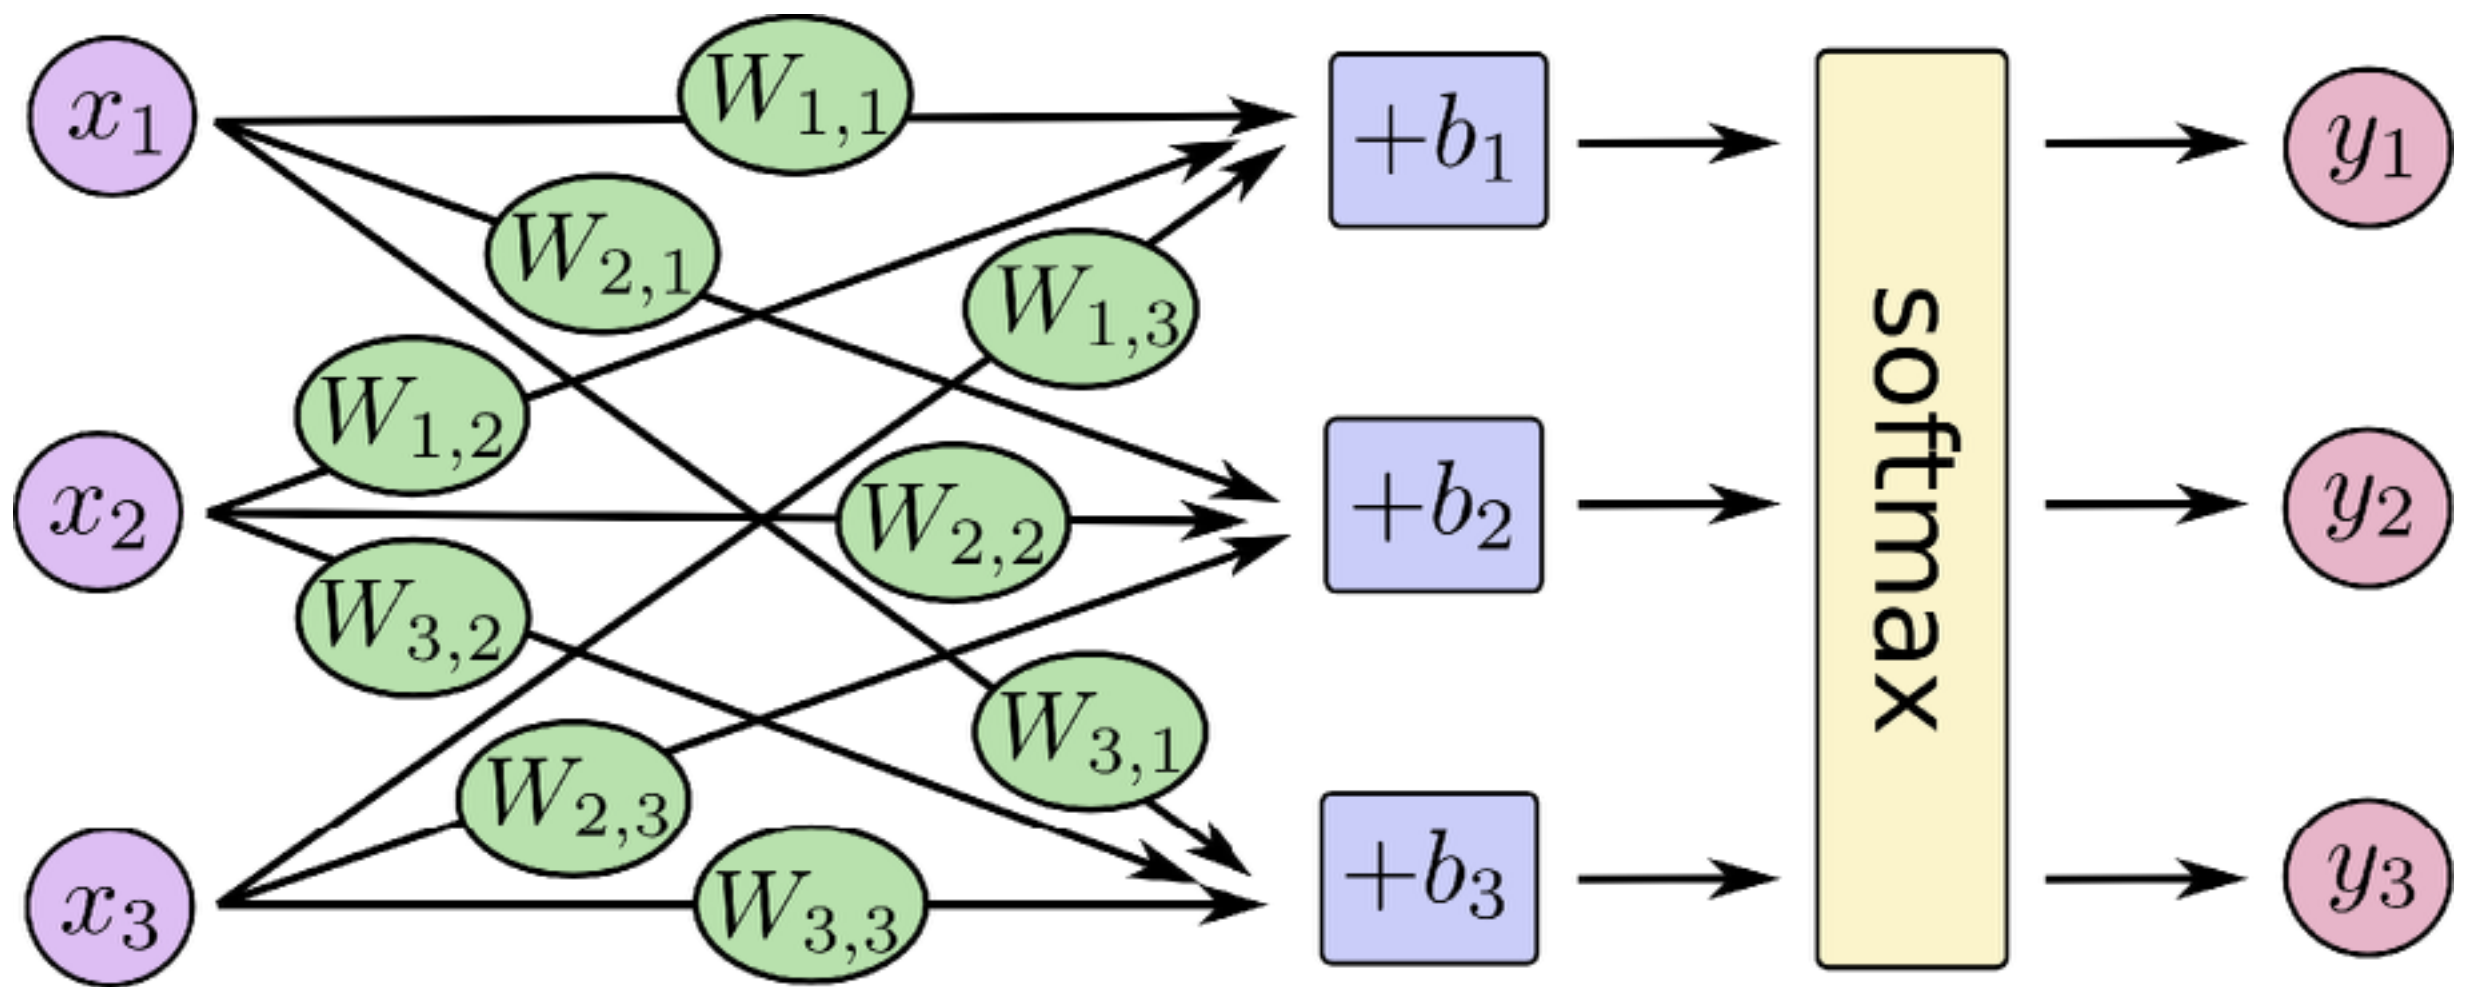 x1
W1,1
+b1
y1
W2,1
W1,3
W1,2
x2
W2,2
+b2
softmax
y2
W3,2
W3,1
W2,3
x3
W3,3
+b3
y3